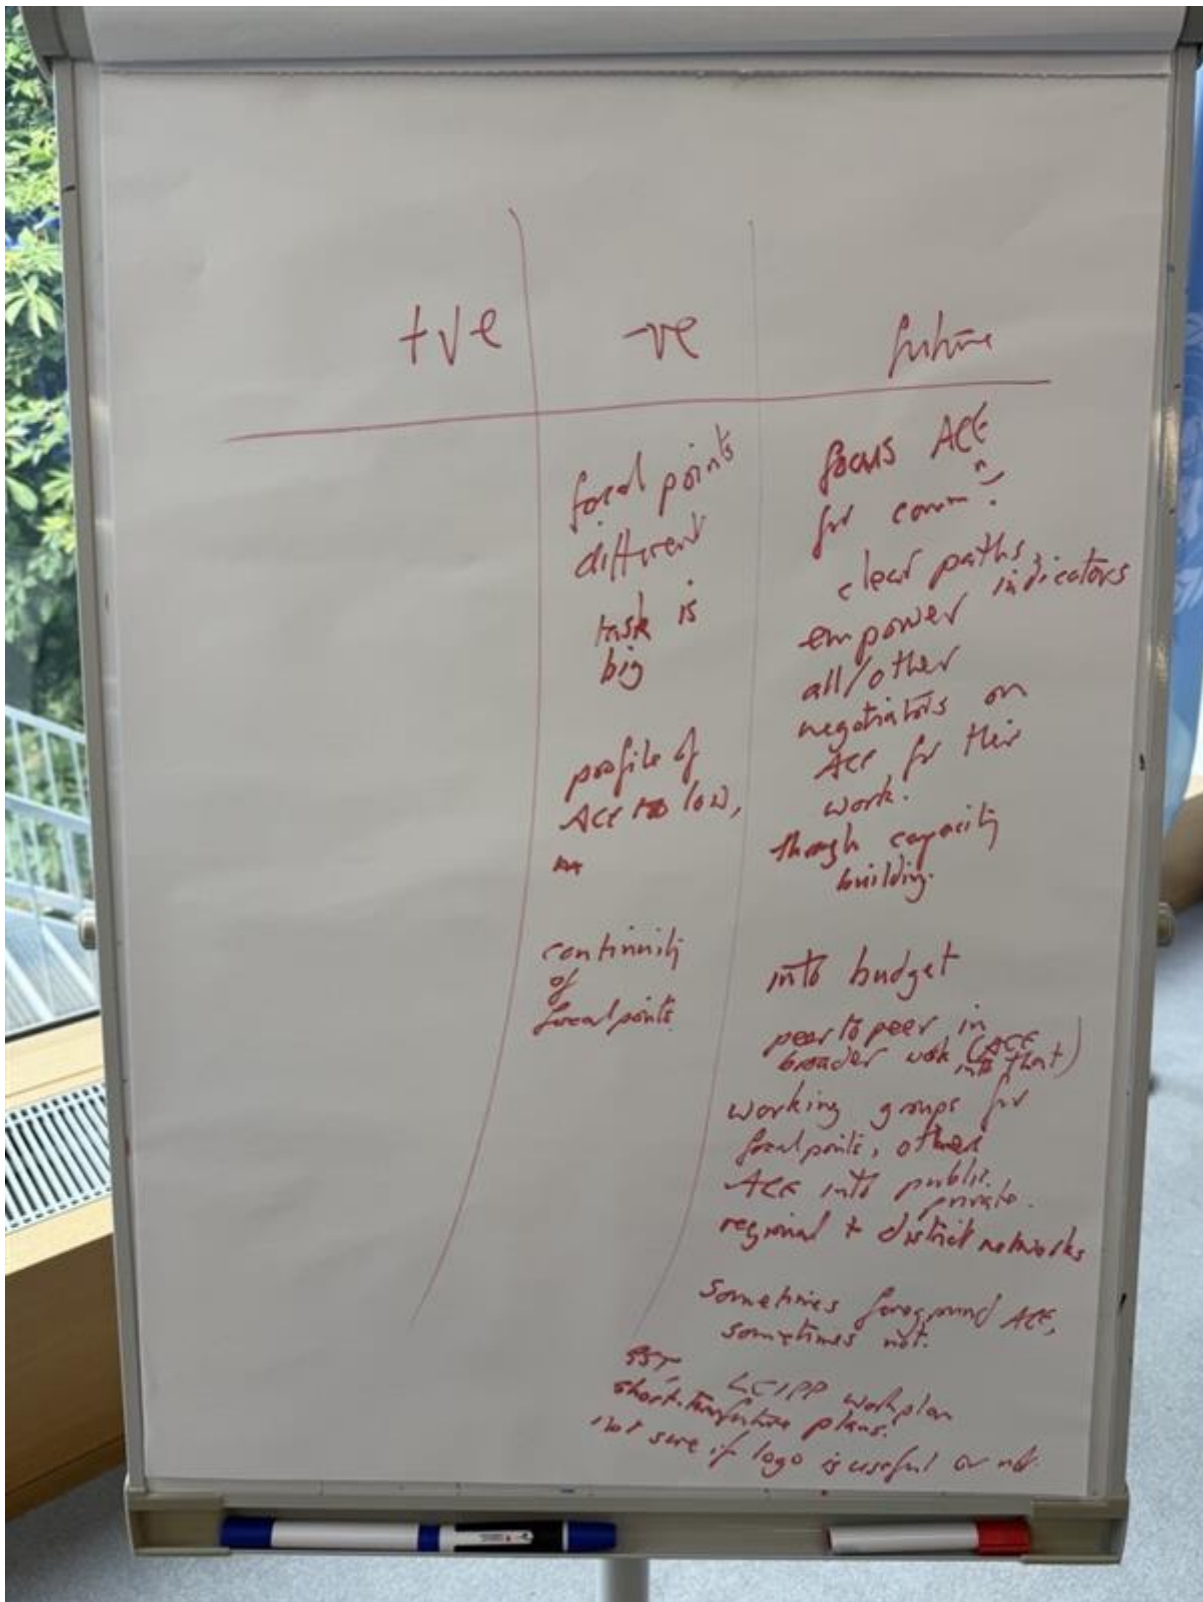 +ve
-ve
future
focal points
different
task is
big
profile of
ACE too low,
continuity
of
focal points
focus ACE
for comm
clear paths,
indicators
empower
all/other
negotiators on
ACE for their
work.
through capacity
building.
into budget
peer to peer in
broader work (ACE
into that)
working groups for
focal points, others
ACE into public
private.
regional + district networks
sometimes foreground ACE,
sometimes not.
LCIPP workplan
short-term future plans.
not sure if logo is useful or not.